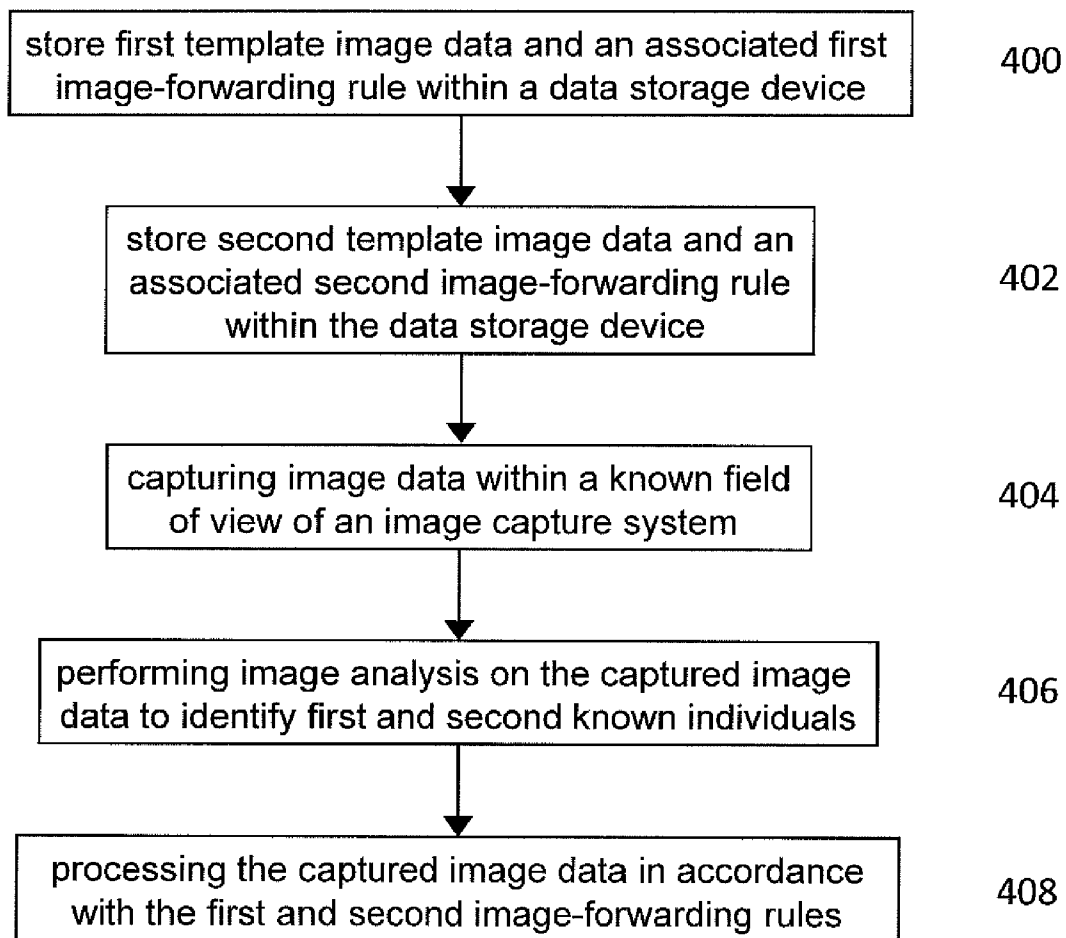 store first template image data and an associated first
image-forwarding rule within a data storage device
400
store second template image data and an
associated second image-forwarding rule
within the data storage device
402
capturing image data within a known field
of view of an image capture system
404
performing image analysis on the captured image
data to identify first and second known individuals
406
processing the captured image data in accordance
with the first and second image-forwarding rules
408